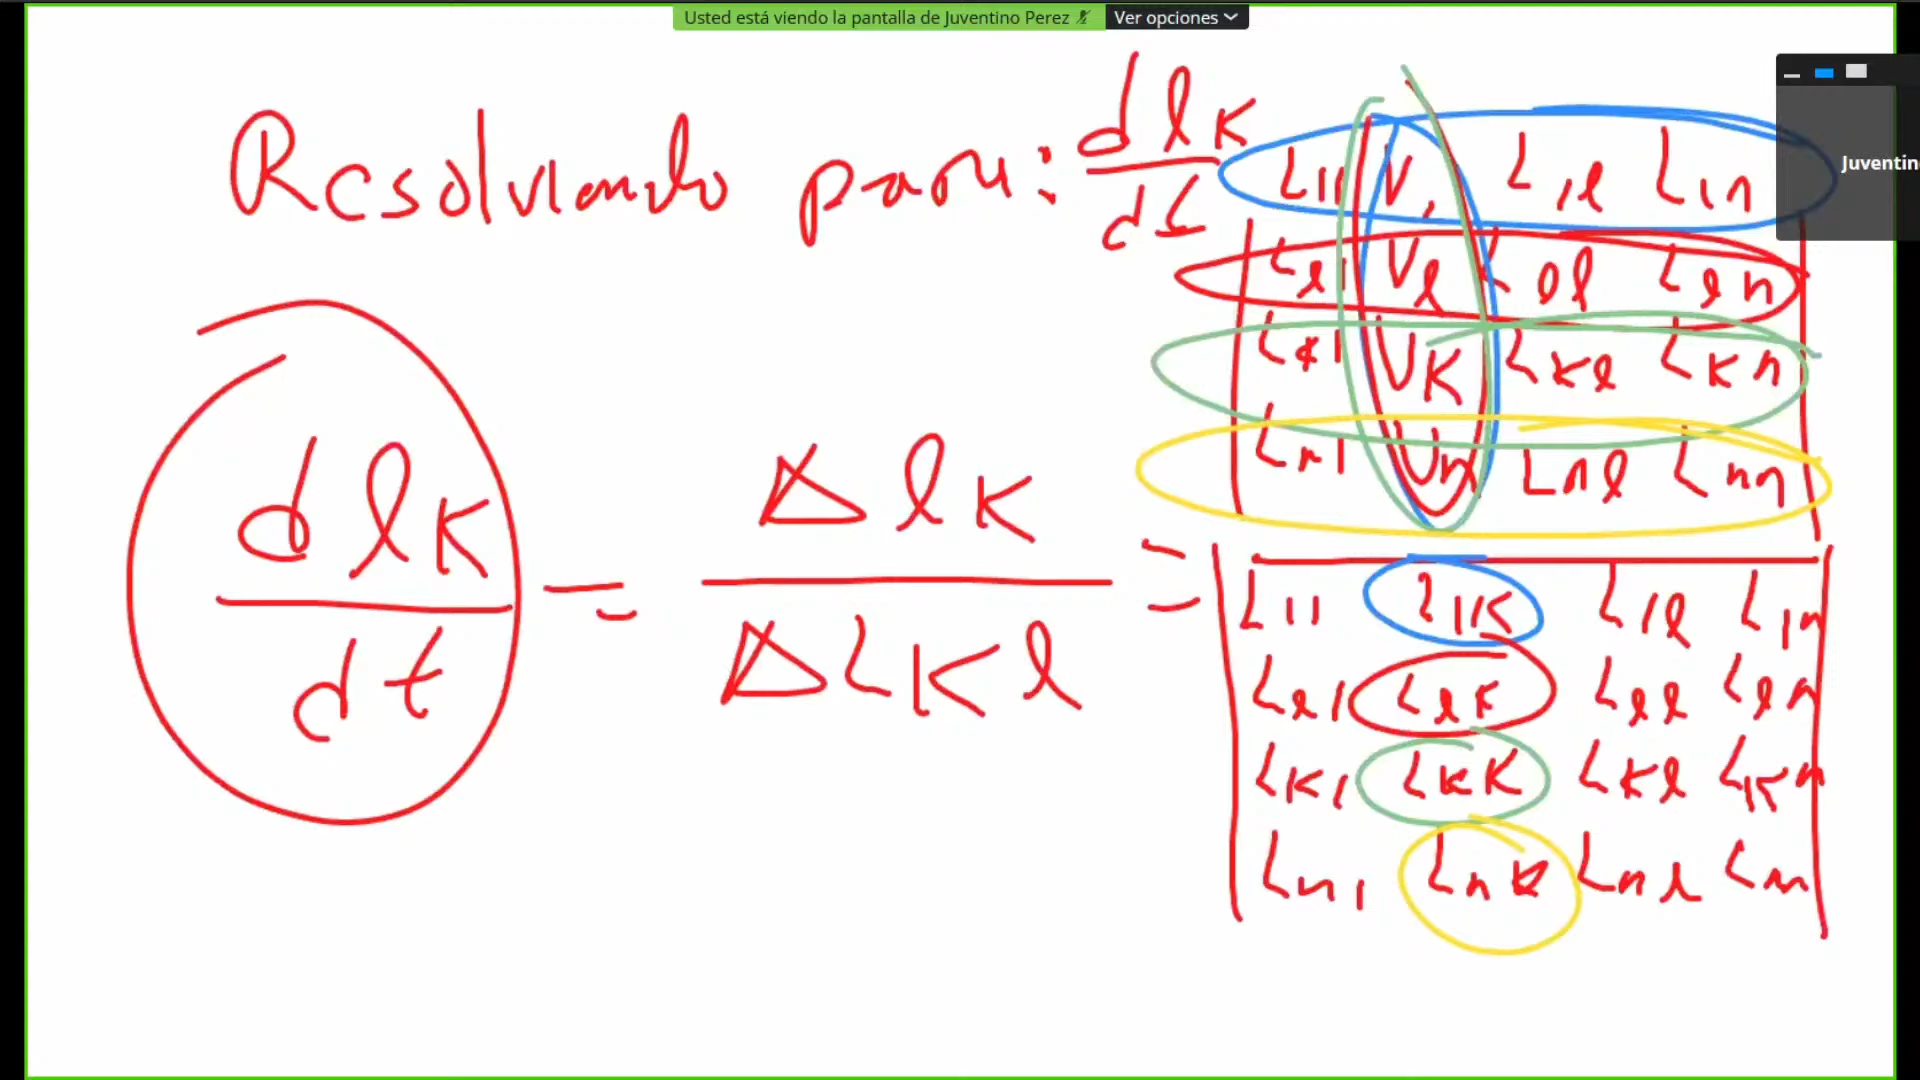 Usted está viendo la pantalla de Juventino Perez Ver opciones
Resolviendo para: dlk
dt
L11 V1 L1l L1n
Ll1 Vl Lll Lln
Lk1 Vk Lkl Lkn
Ln1 Vn Lnl Lnn
Juventin
dlk = Δlk =
dt ΔLkl
L11 L1k L1l L1n
Ll1 Llk Lll Lln
Lk1 Lkk Lkl Lkn
Ln1 Lnk Lnl Lnn